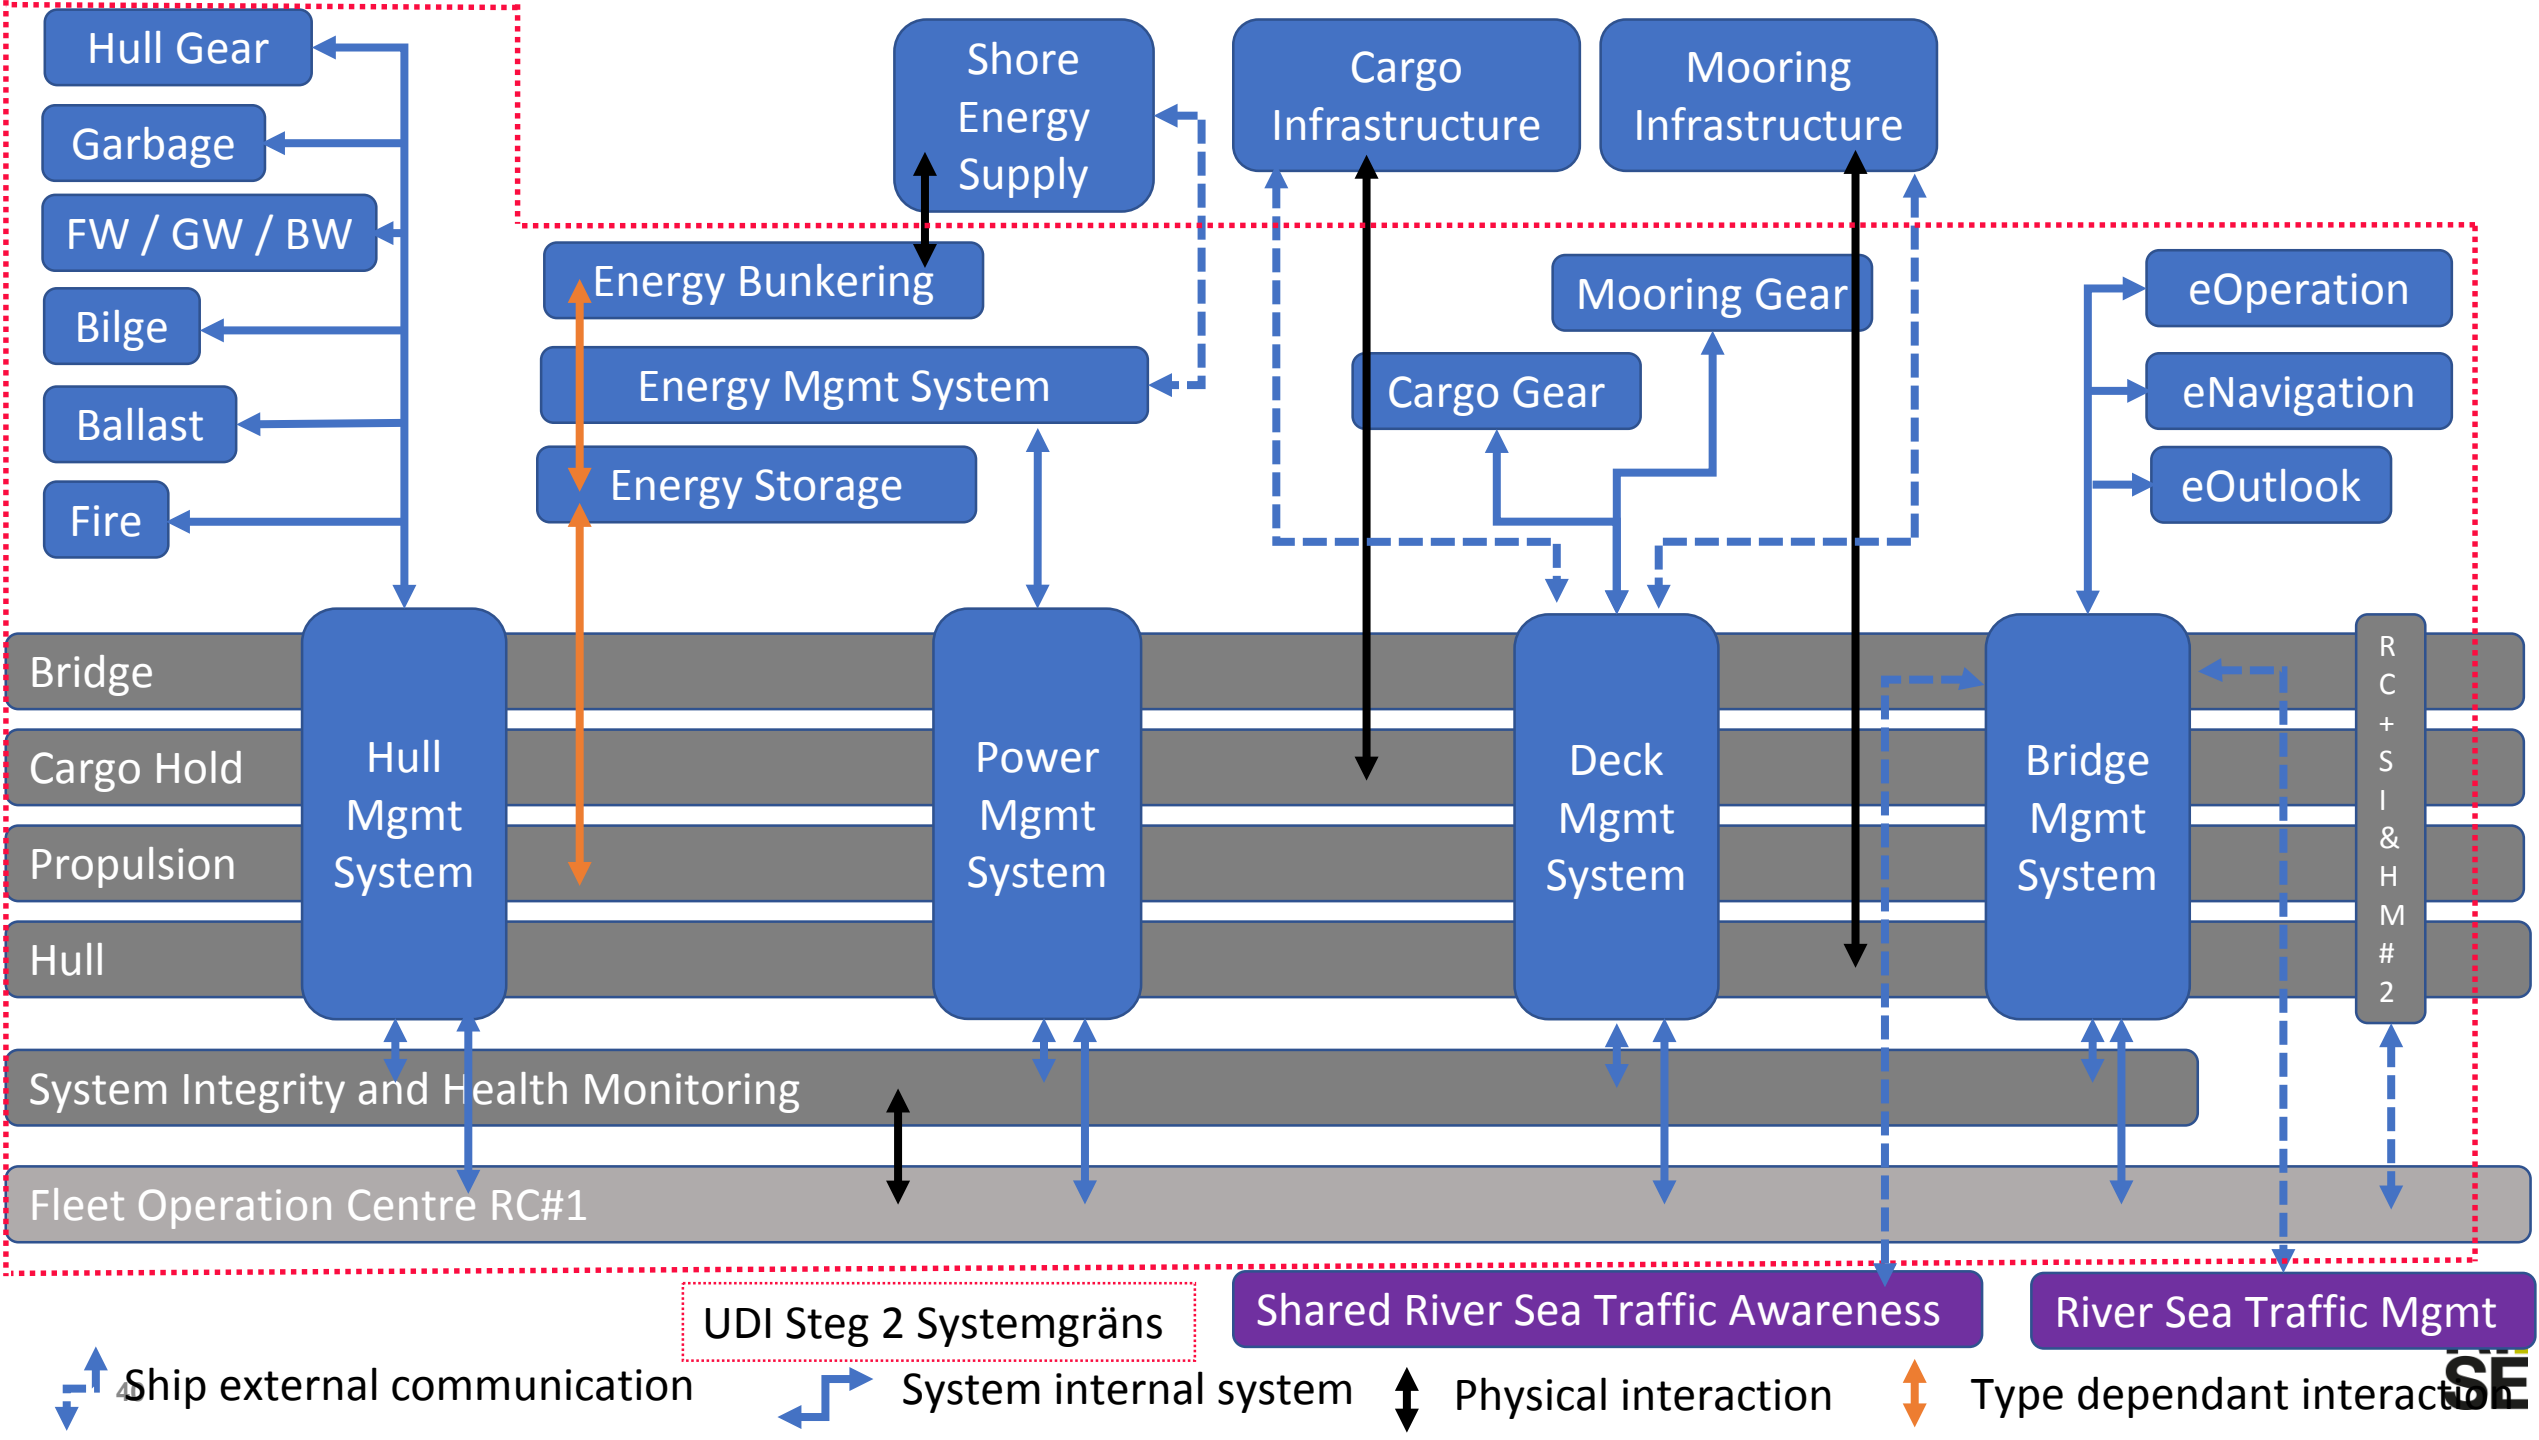 Hull Gear
Garbage
FW / GW / BW
Bilge
Ballast
Fire
Shore
Energy
Supply
Cargo
Infrastructure
Mooring
Infrastructure
Energy Bunkering
Energy Mgmt System
Energy Storage
Mooring Gear
Cargo Gear
eOperation
eNavigation
eOutlook
Bridge
Cargo Hold
Propulsion
Hull
Hull
Mgmt
System
Power
Mgmt
System
Deck
Mgmt
System
Bridge
Mgmt
System
R
C
+
S
I
&
H
M
#
2
System Integrity and Health Monitoring
Fleet Operation Centre RC#1
UDI Steg 2 Systemgräns
Shared River Sea Traffic Awareness
River Sea Traffic Mgmt
Ship external communication
System internal system
Physical interaction
Type dependant interaction
SE